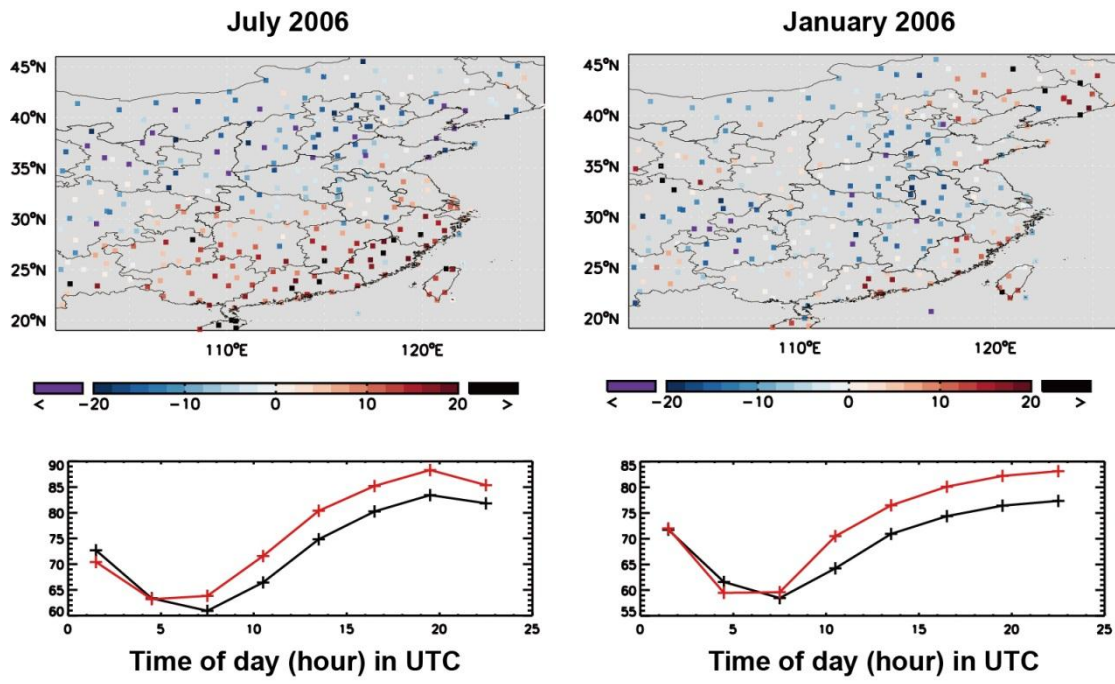 July 2006
January 2006
45°N
40°N
35°N
30°N
25°N
20°N
110°E
120°E
45°N
40°N
35°N
30°N
25°N
20°N
110°E
120°E
< −20 −10 0 10 20 >
< −20 −10 0 10 20 >
90
85
80
75
70
65
60
0 5 10 15 20 25
Time of day (hour) in UTC
85
80
75
70
65
60
55
0 5 10 15 20 25
Time of day (hour) in UTC